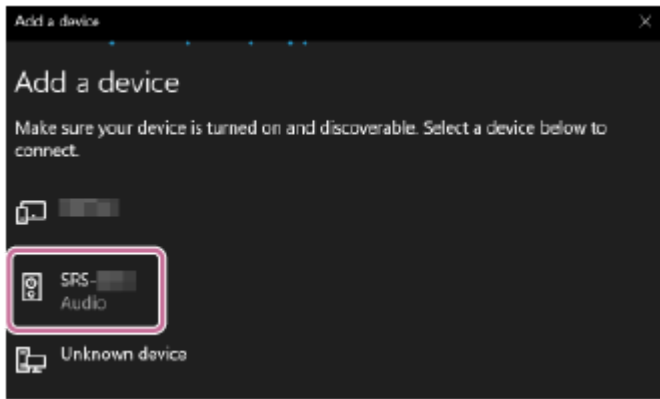 Add a device
Add a device
Make sure your device is turned on and discoverable. Select a device below to
connect.
SRS-
Audio
Unknown device